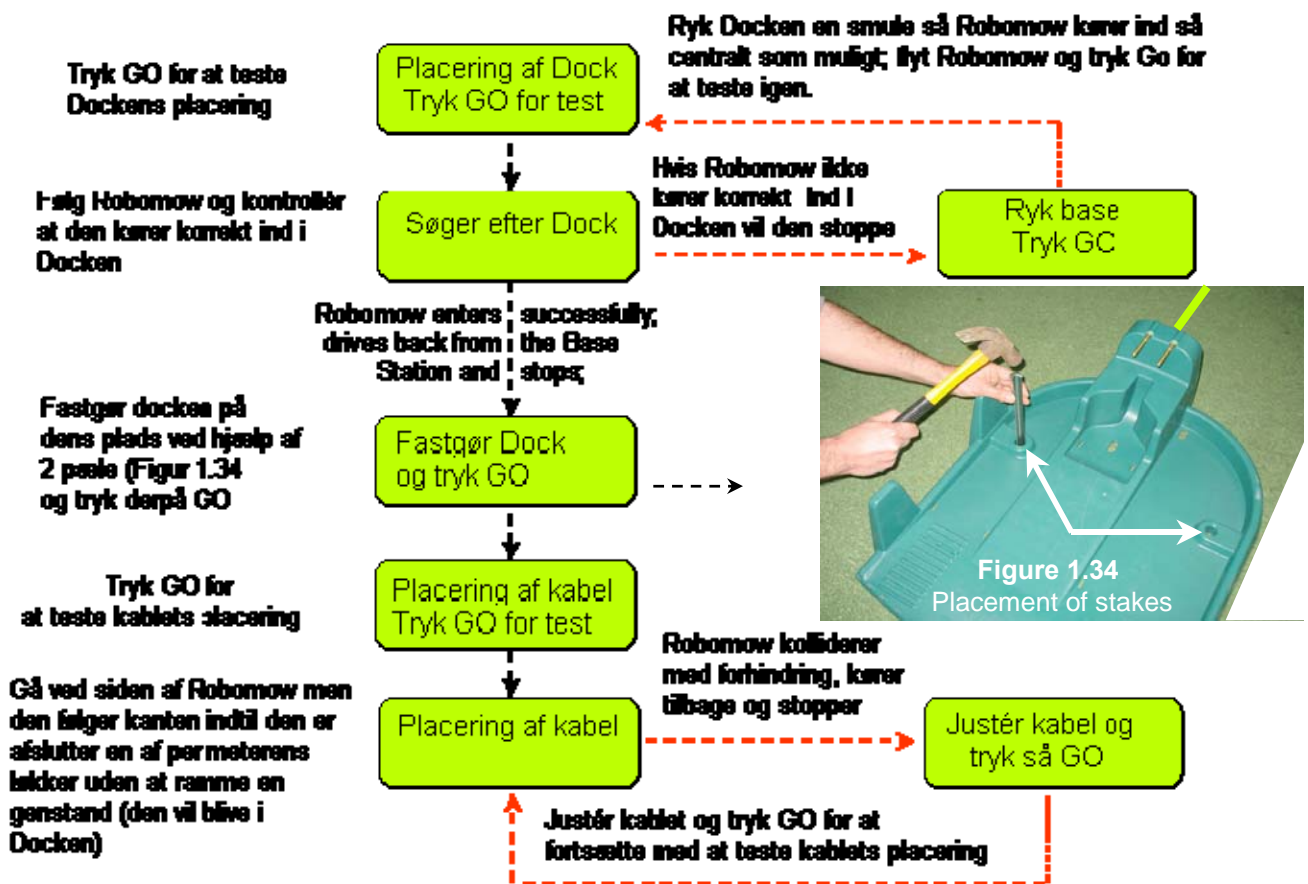 Tryk GO for at teste
Dockens placering
Placering af Dock
Tryk GO for test
Ryk Docken en smule så Robomow kører ind så
centralt som muligt; flyt Robomow og tryk Go for
at teste igen.
Følg Robomow og kontrollér
at den kører korrekt ind i
Docken
Søger efter Dock
Hvis Robomow ikke
kører korrekt ind I
Docken vil den stoppe
Ryk base
Tryk GC
Robomow enters successfully;
drives back from the Base
Station and stops;
Fastgør docken på
dens plads ved hjælp af
2 pæle (Figur 1.34
og tryk derpå GO
Fastgør Dock
og tryk GO
Figure 1.34
Placement of stakes
Tryk GO for
at teste kablets placering
Placering af kabel
Tryk GO for test
Gå ved siden af Robomow men
den følger kanten indtil den er
afslutter en af permeterens
løkker uden at ramme en
genstand (den vil blive i
Docken)
Placering af kabel
Robomow kolliderer
med forhindring, kører
tilbage og stopper
Justér kabel og
tryk så GO
Justér kablet og tryk GO for at
fortsætte med at teste kablets placering